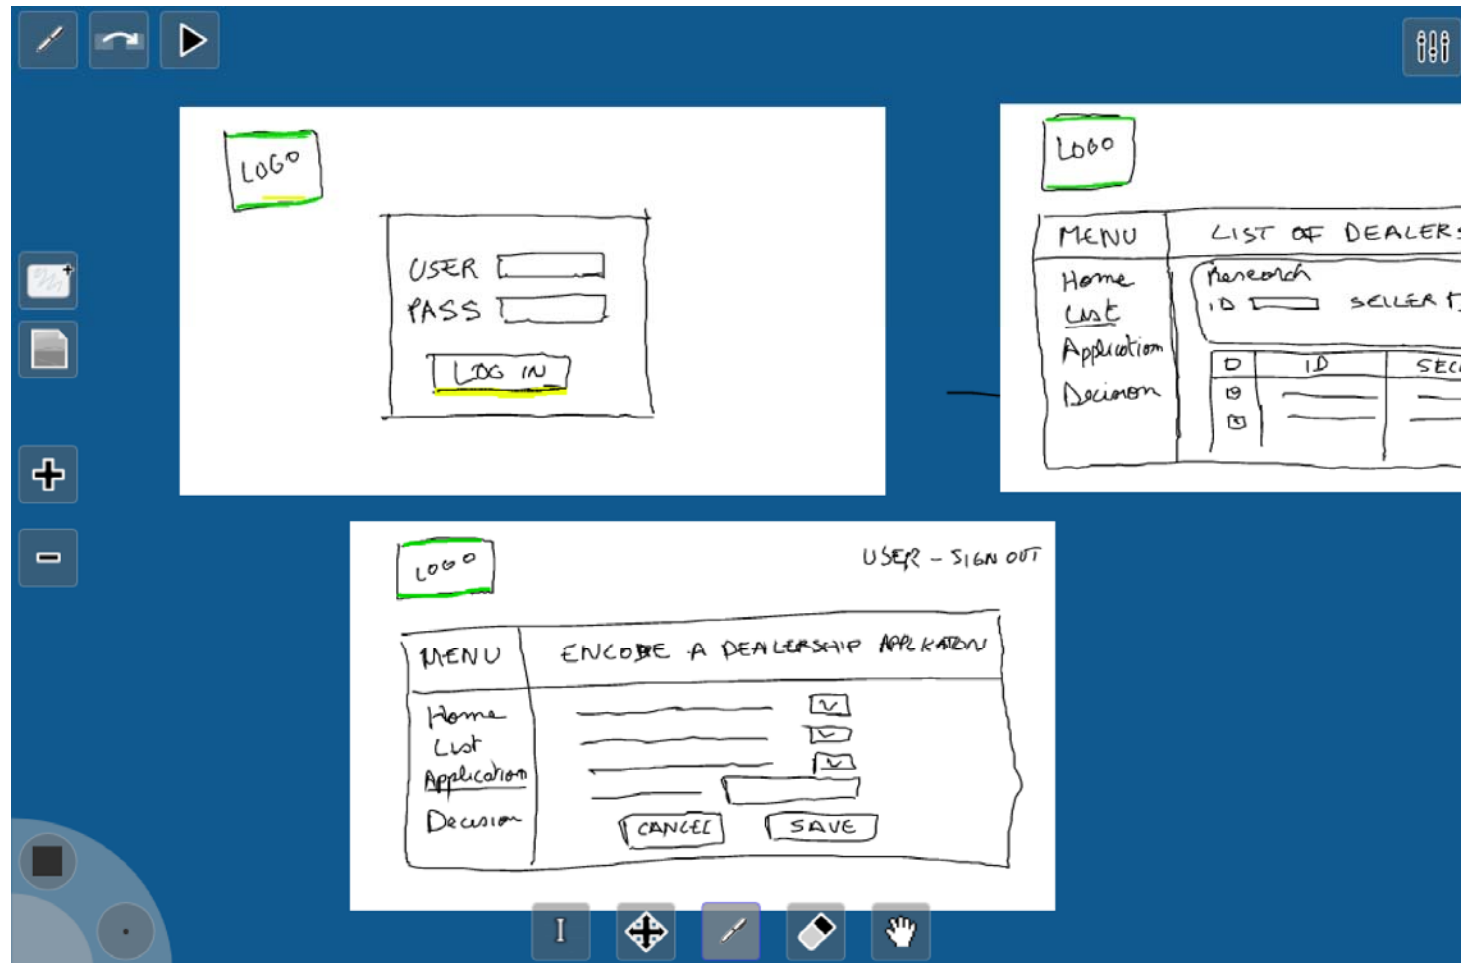 LOGO
USER
PASS
LOG IN
LOGO
MENU LIST OF DEALERS
Home
List
Application
Decision
Research
ID SELLER
ID SELL
LOGO
USER - SIGN OUT
MENU ENCODE A DEALERSHIP APPLICATION
Home
List
Application
Decision
CANCEL SAVE